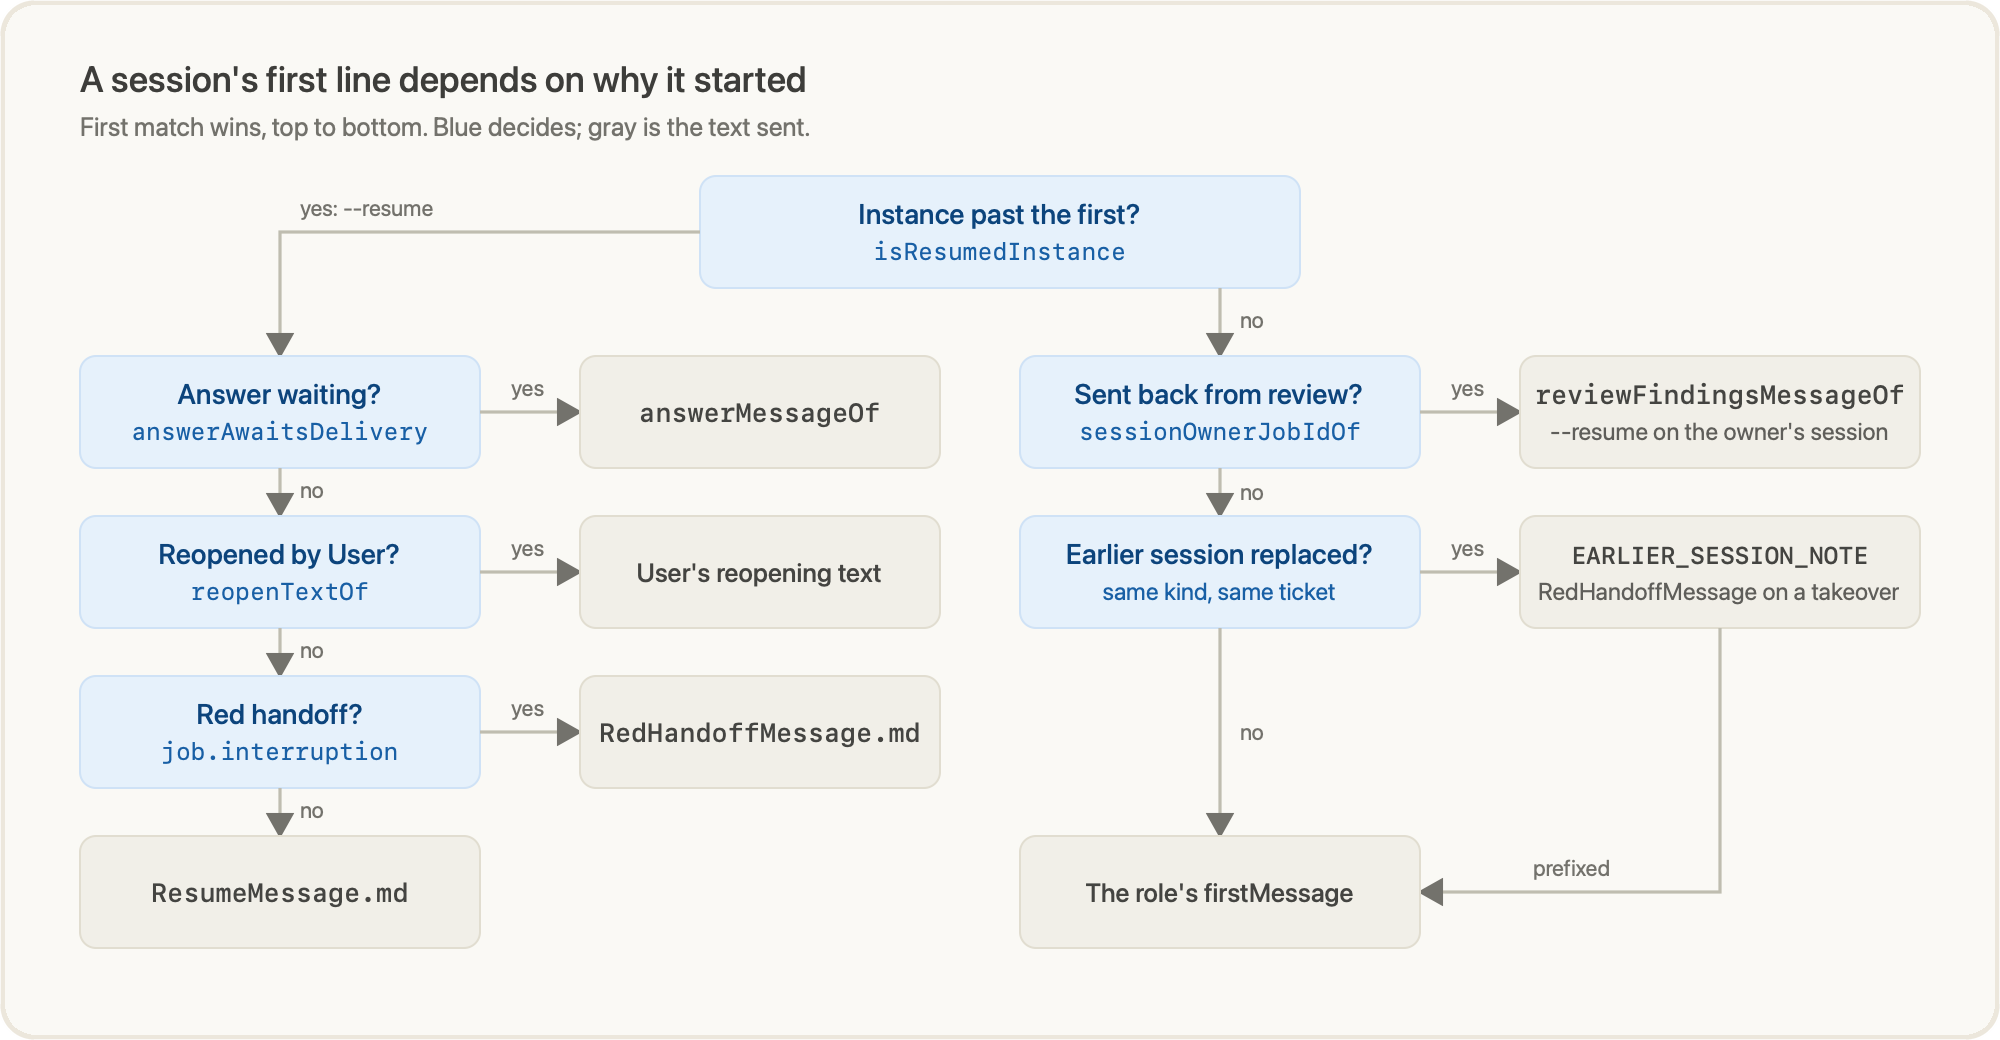 A session's first line depends on why it started
First match wins, top to bottom. Blue decides; gray is the text sent.
Instance past the first?
isResumedInstance
yes: --resume
no
Answer waiting?
answerAwaitsDelivery
yes
answerMessageOf
no
Reopened by User?
reopenTextOf
yes
User's reopening text
no
Red handoff?
job.interruption
yes
RedHandoffMessage.md
no
ResumeMessage.md
Sent back from review?
sessionOwnerJobIdOf
yes
reviewFindingsMessageOf
--resume on the owner's session
no
Earlier session replaced?
same kind, same ticket
yes
EARLIER_SESSION_NOTE
RedHandoffMessage on a takeover
no
prefixed
The role's firstMessage